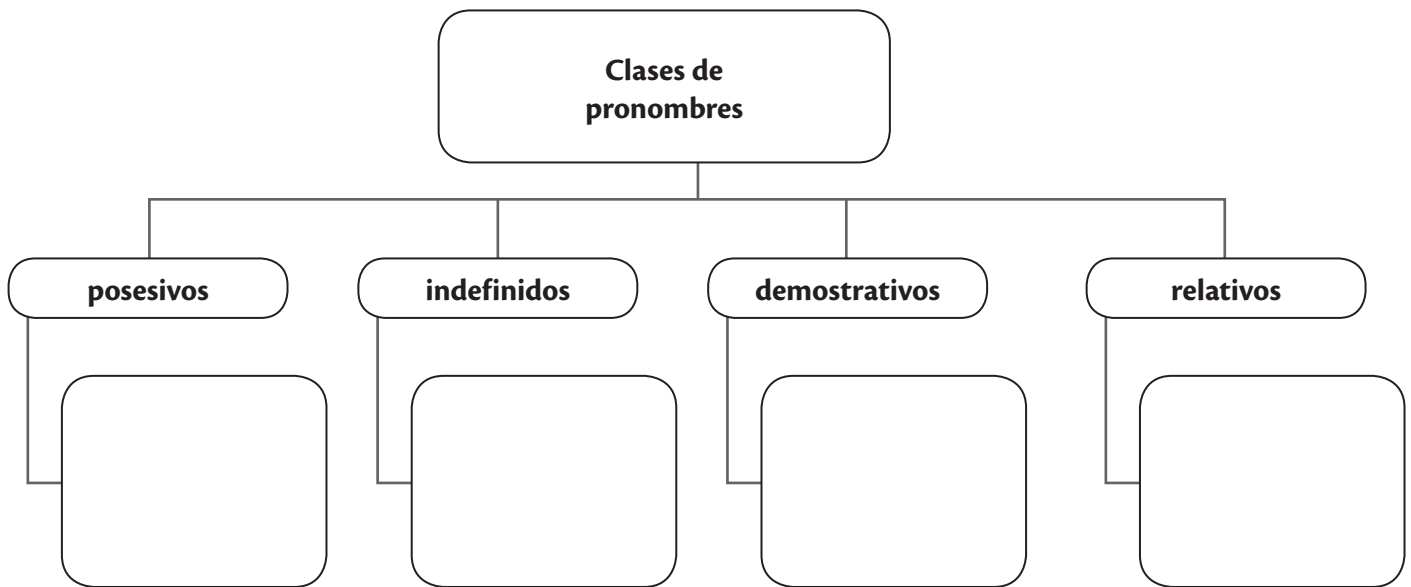 Clases de
pronombres
posesivos
indefinidos
demostrativos
relativos